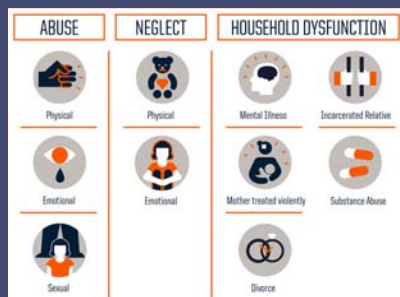 ABUSE
NEGLECT
HOUSEHOLD DYSFUNCTION
Physical
Physical
Mental Illness
Incarcerated Relative
Emotional
Emotional
Mother treated violently
Substance Abuse
Sexual
Divorce